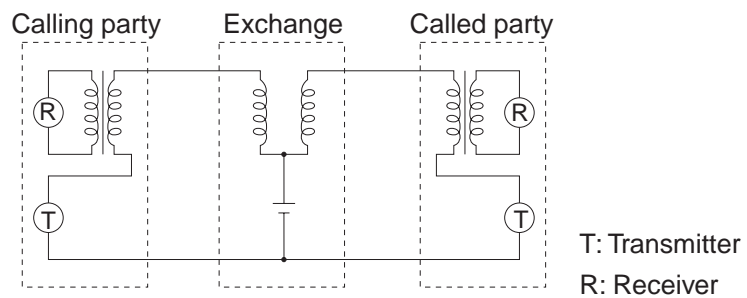 Calling party Exchange Called party
R R
T T
T: Transmitter
R: Receiver